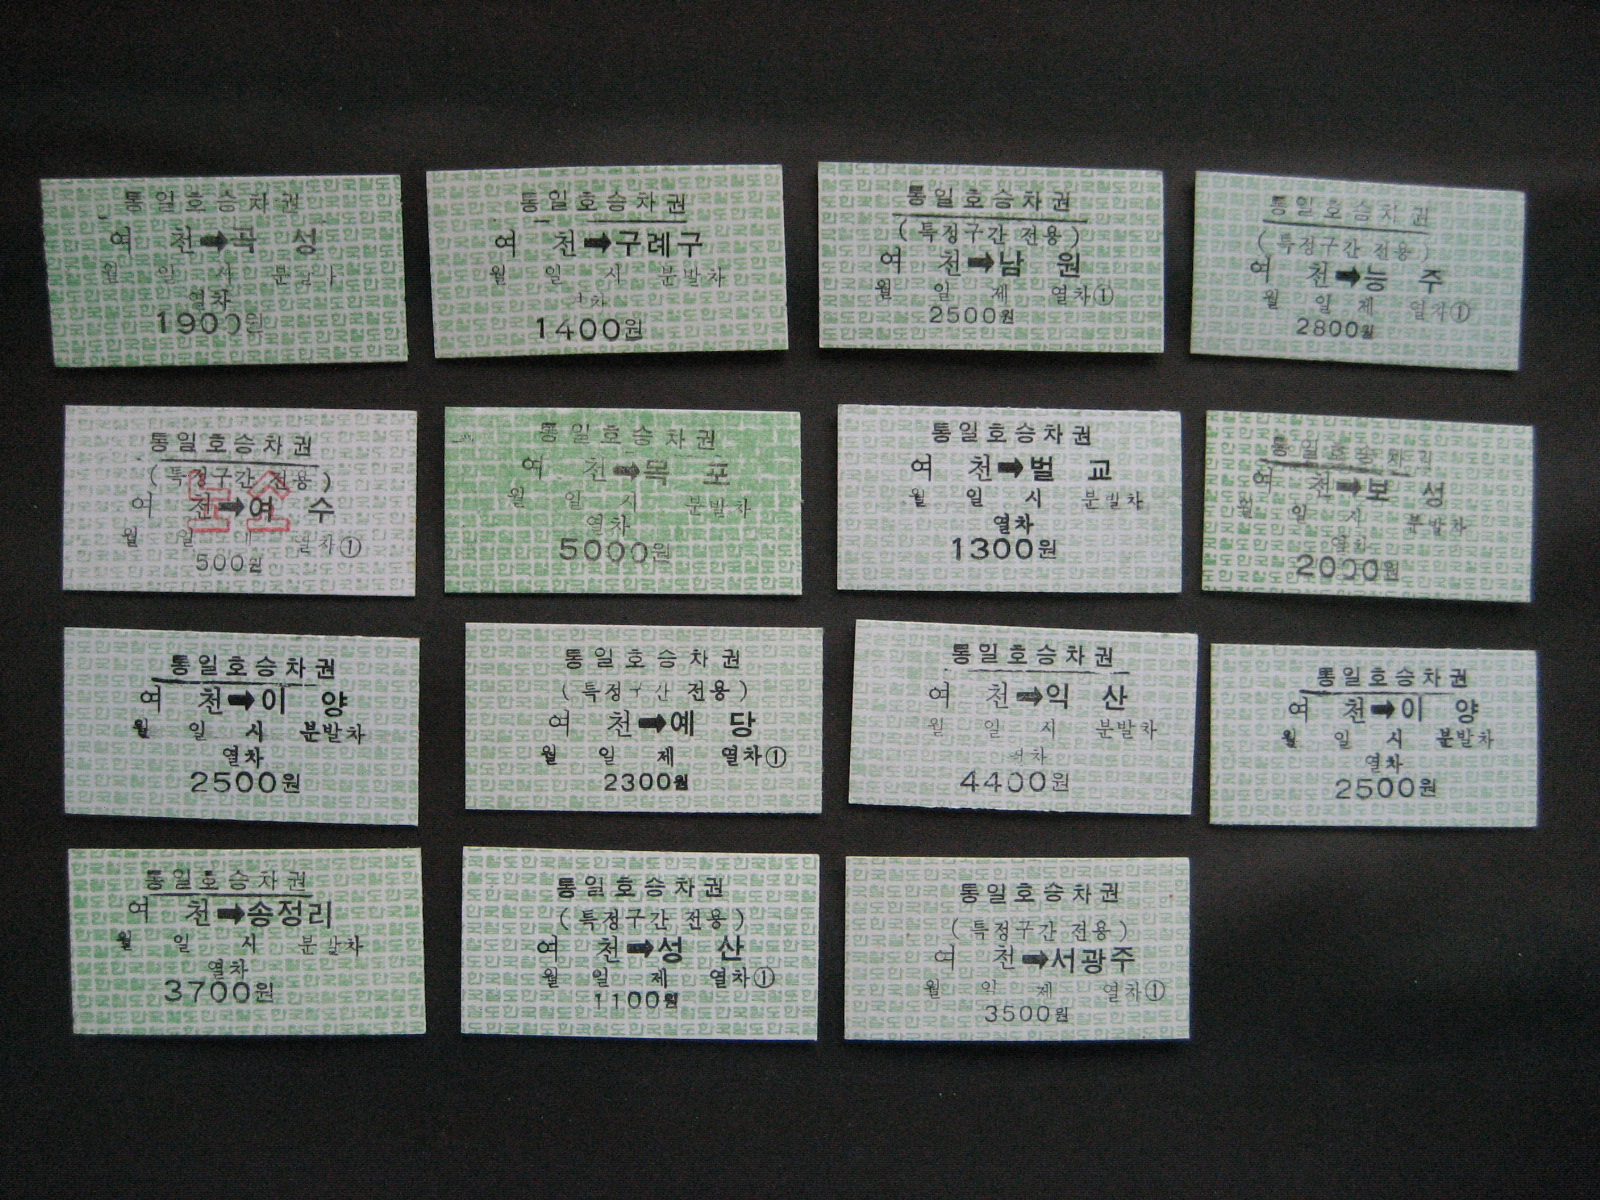 통일호승차권
여 천➡곡 성
월 일 시 분발차
열차
1900원
통일호승차권
여 천➡구례구
월 일 시 분발차
차
1400원
통일호승차권
(특정구간 전용)
여 천➡남 원
월 일 제 열차①
2500원
통일호승차권
(특정구간 전용)
여 천➡능 주
월 일 제 열차①
2800원
통일호승차권
(특정구간 전용)
노소
여 천➡여 수
월 일 제 열차①
500원
통일호승차권
여 천➡목 포
월 일 시 분발차
열차
5000원
통일호승차권
여 천➡벌 교
월 일 시 분발차
열차
1300원
통일호승차권
여 천➡보 성
월 일 시 분발차
열차
2000원
통일호승차권
여 천➡이 양
월 일 시 분발차
열차
2500원
통일호승차권
(특정구간 전용)
여 천➡예 당
월 일 제 열차①
2300원
통일호승차권
여 천➡익 산
월 일 시 분발차
열차
4400원
통일호승차권
여 천➡이 양
월 일 시 분발차
열차
2500원
통일호승차권
여 천➡송정리
월 일 시 분발차
열차
3700원
통일호승차권
(특정구간 전용)
여 천➡성 산
월 일 제 열차①
1100원
통일호승차권
(특정구간 전용)
여 천➡서광주
월 일 제 열차①
3500원